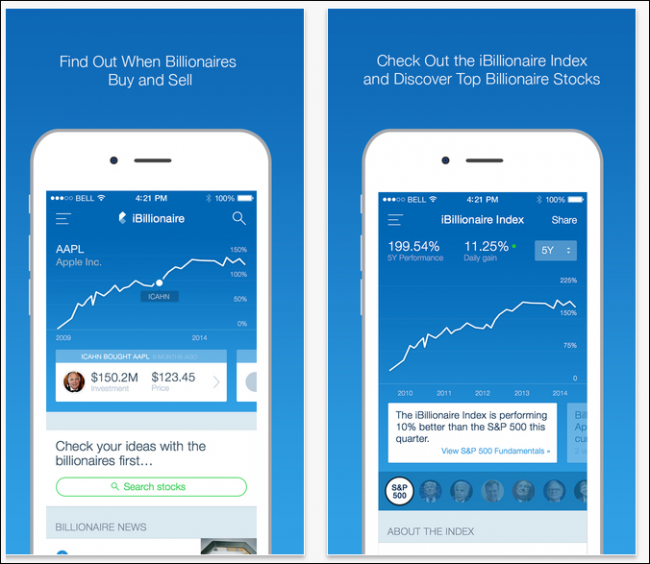 Find Out When Billionaires
Buy and Sell
BELL 4:21 PM 100%
iBillionaire
AAPL
Apple Inc.
150%
100%
50%
0%
ICAHN
2009 2014
ICAHN BOUGHT AAPL 6 MONTHS AGO
$150.2M $123.45
Investment Price
Check your ideas with the
billionaires first...
Search stocks
BILLIONAIRE NEWS
Check Out the iBillionaire Index
and Discover Top Billionaire Stocks
BELL 4:21 PM 100%
iBillionaire Index Share
199.54% 11.25% 5Y
5Y Performance Daily gain
225%
150%
75%
0
2010 2011 2012 2013 2014
The iBillionaire Index is performing
10% better than the S&P 500 this
quarter.
View S&P 500 Fundamentals »
Bil
Ap
cu
S&P
500
ABOUT THE INDEX